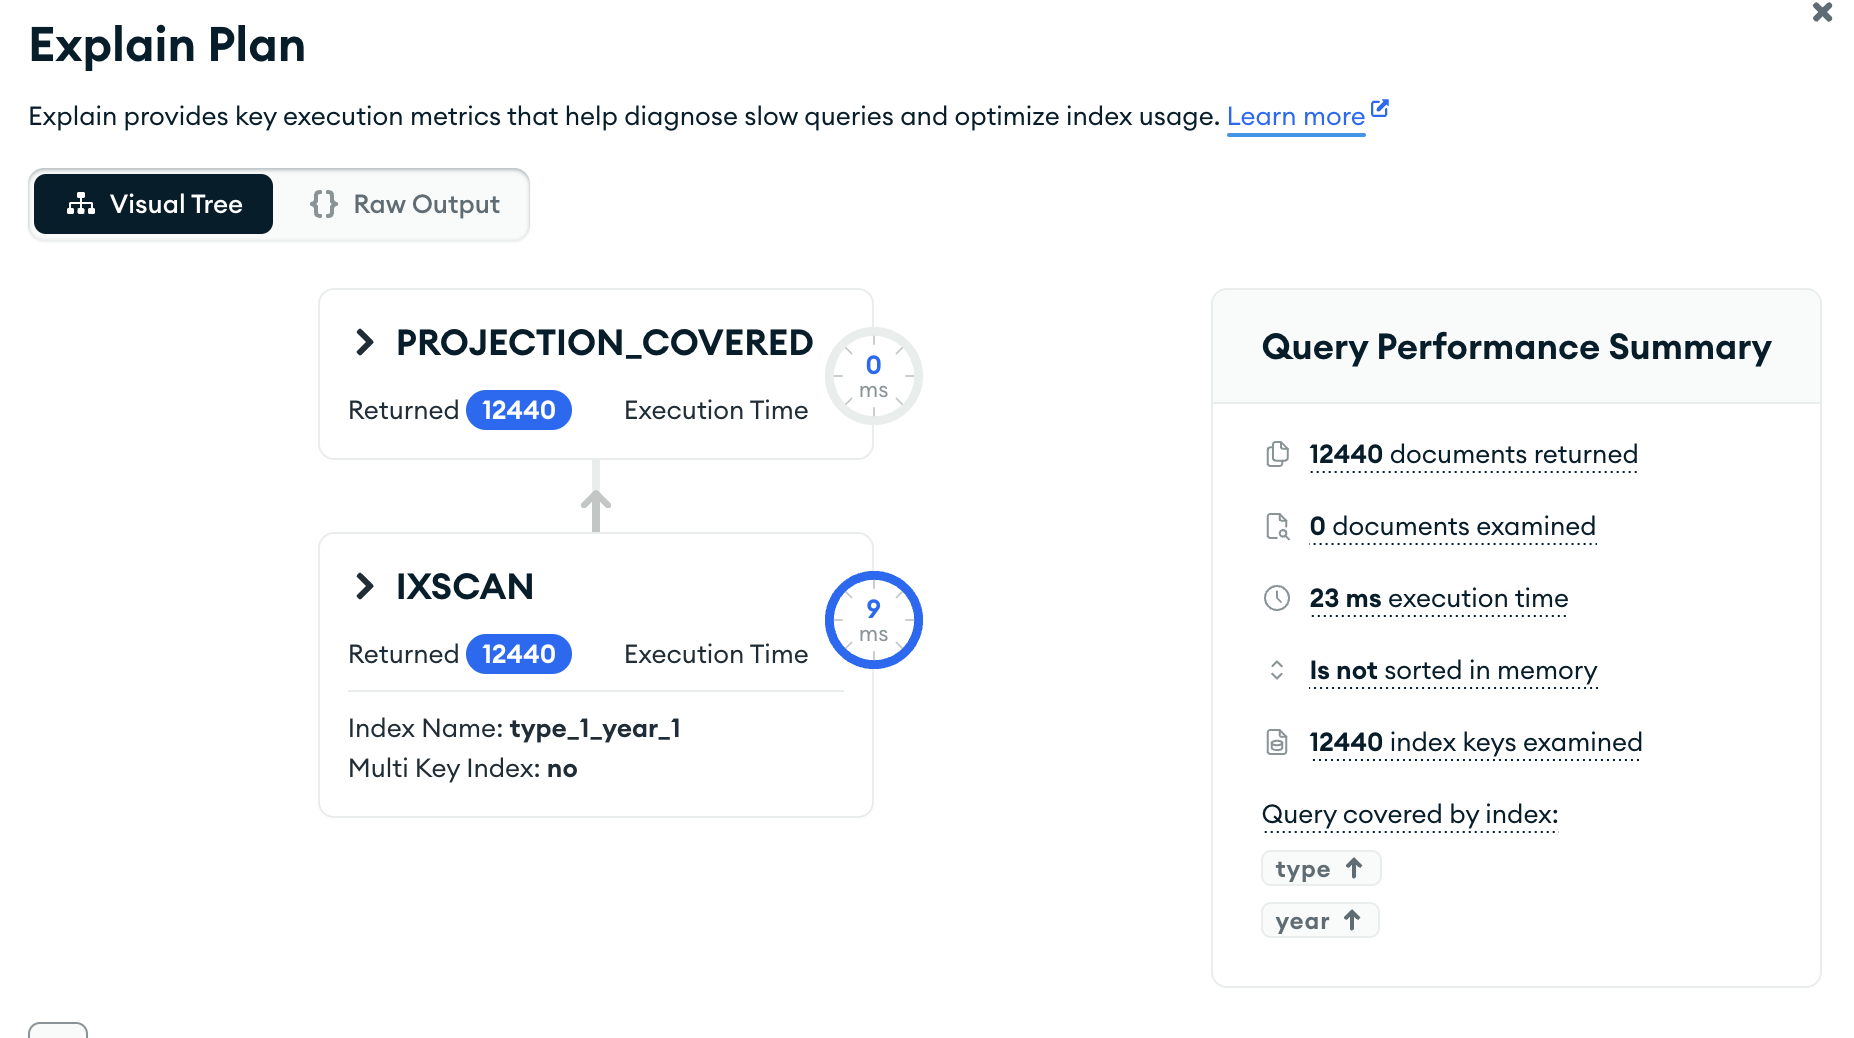 Explain Plan
Explain provides key execution metrics that help diagnose slow queries and optimize index usage. Learn more
Visual Tree
{} Raw Output
PROJECTION_COVERED
0
ms
Returned 12440 Execution Time
IXSCAN
9
ms
Returned 12440 Execution Time
Index Name: type_1_year_1
Multi Key Index: no
Query Performance Summary
12440 documents returned
0 documents examined
23 ms execution time
Is not sorted in memory
12440 index keys examined
Query covered by index:
type ↑
year ↑